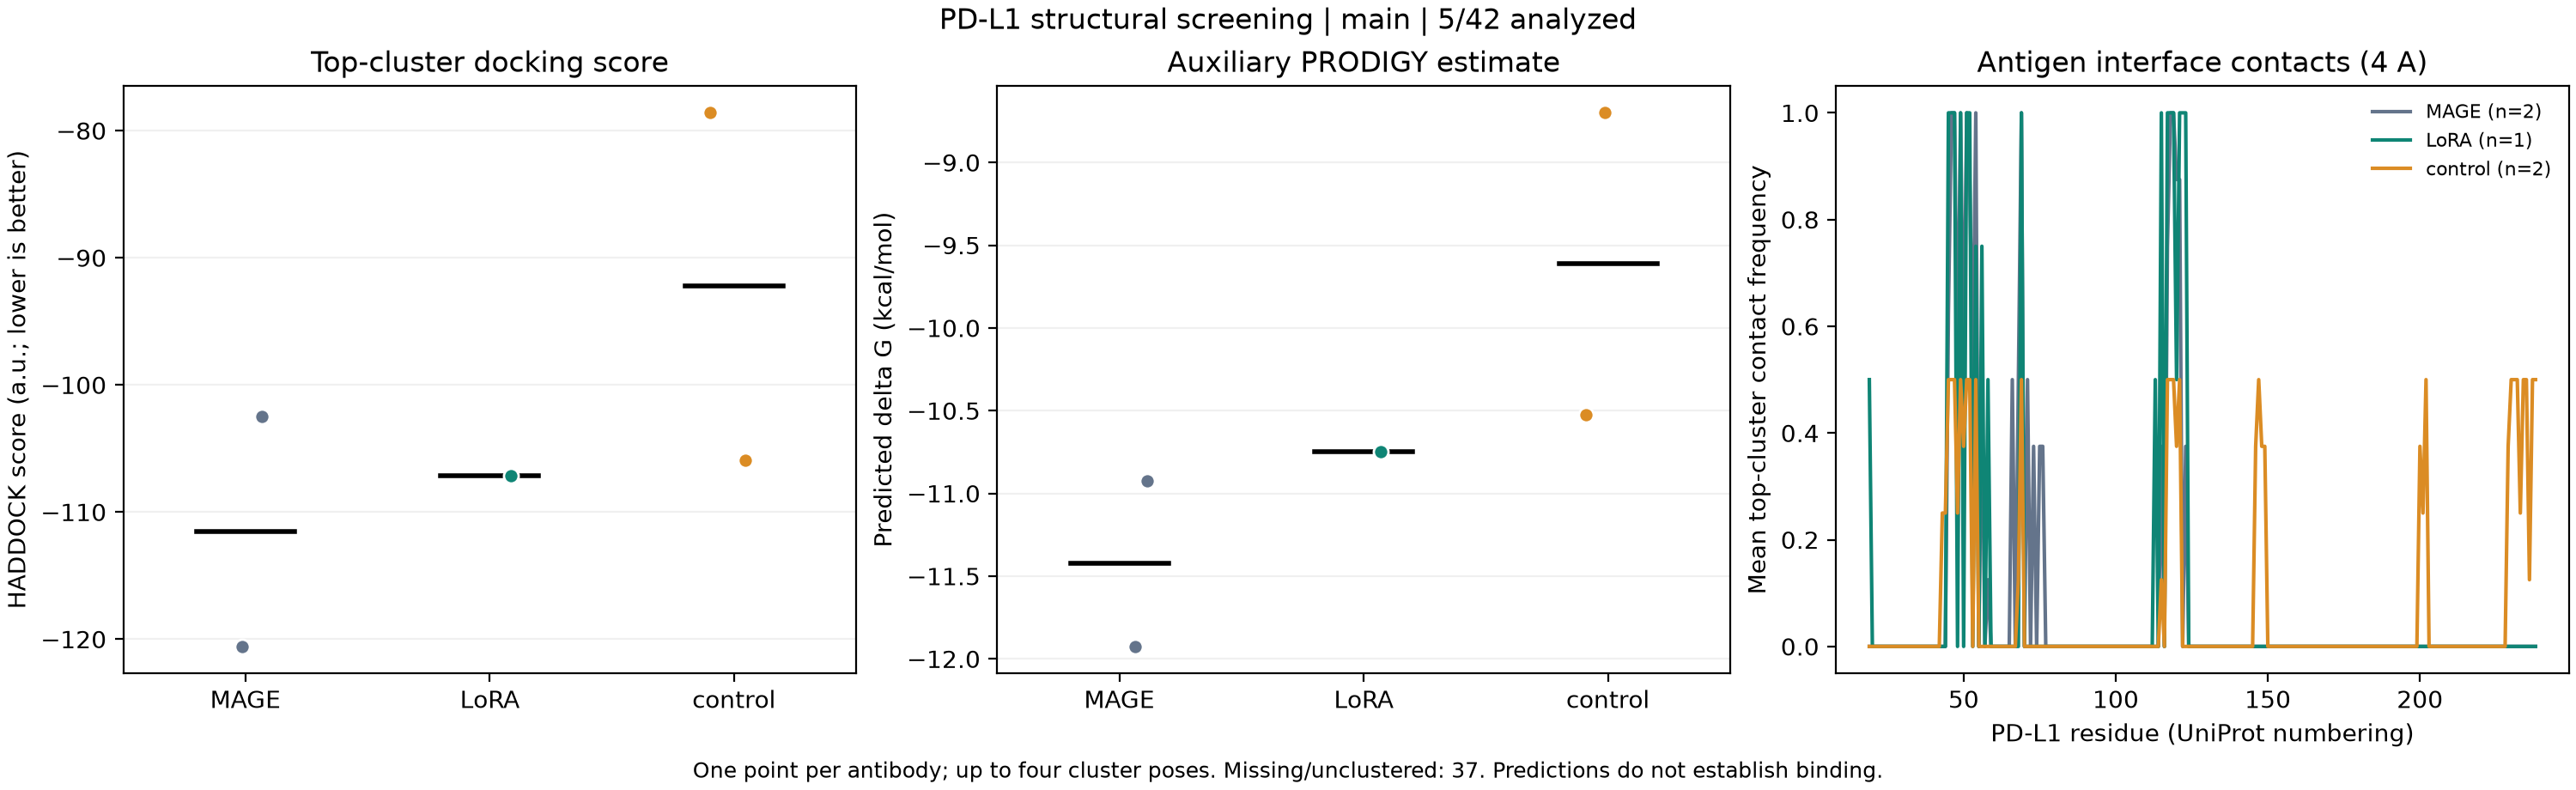 PD-L1 structural screening | main | 5/42 analyzed
Top-cluster docking score
HADDOCK score (a.u.; lower is better)
−80
−90
−100
−110
−120
MAGE
LoRA
control
Auxiliary PRODIGY estimate
Predicted delta G (kcal/mol)
−9.0
−9.5
−10.0
−10.5
−11.0
−11.5
−12.0
MAGE
LoRA
control
Antigen interface contacts (4 A)
Mean top-cluster contact frequency
1.0
0.8
0.6
0.4
0.2
0.0
MAGE (n=2)
LoRA (n=1)
control (n=2)
50
100
150
200
PD-L1 residue (UniProt numbering)
One point per antibody; up to four cluster poses. Missing/unclustered: 37. Predictions do not establish binding.